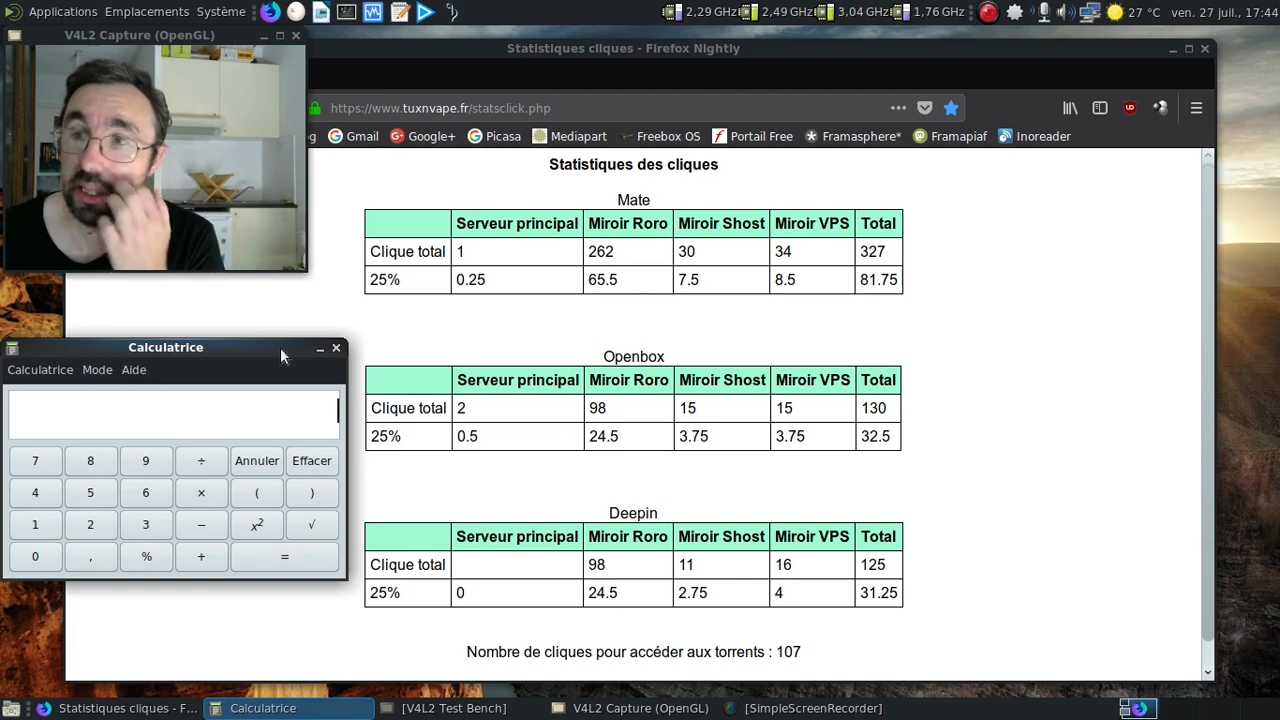 Applications Emplacements Système 2,29 GHz 2,49 GHz 3,04 GHz 1,76 GHz 27 °C ven. 27 juil., 17:44
V4L2 Capture (OpenGL)
Statistiques cliques - Firefox Nightly
https://www.tuxnvape.fr/statsclick.php
Gmail Google+ Picasa Mediapart Freebox OS Portail Free Framasphere* Framapiaf Inoreader
Statistiques des cliques
Mate
Serveur principal Miroir Roro Miroir Shost Miroir VPS Total
Clique total 1 262 30 34 327
25% 0.25 65.5 7.5 8.5 81.75
Calculatrice
Calculatrice Mode Aide
7 8 9 ÷ Annuler Effacer
4 5 6 × ( )
1 2 3 − x² √
0 , % + =
Openbox
Serveur principal Miroir Roro Miroir Shost Miroir VPS Total
Clique total 2 98 15 15 130
25% 0.5 24.5 3.75 3.75 32.5
Deepin
Serveur principal Miroir Roro Miroir Shost Miroir VPS Total
Clique total 98 11 16 125
25% 0 24.5 2.75 4 31.25
Nombre de cliques pour accéder aux torrents : 107
Statistiques cliques - F... Calculatrice [V4L2 Test Bench] V4L2 Capture (OpenGL) [SimpleScreenRecorder]